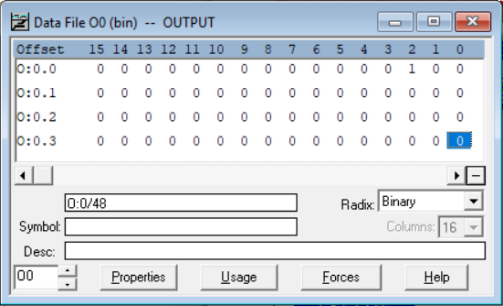 Data File O0 (bin) -- OUTPUT
Offset 15 14 13 12 11 10 9 8 7 6 5 4 3 2 1 0
O:0.0 0 0 0 0 0 0 0 0 0 0 0 0 0 1 0 0
O:0.1 0 0 0 0 0 0 0 0 0 0 0 0 0 0 0 0
O:0.2 0 0 0 0 0 0 0 0 0 0 0 0 0 0 0 0
O:0.3 0 0 0 0 0 0 0 0 0 0 0 0 0 0 0 0
O:0/48 Radix: Binary
Symbol: Columns: 16
Desc:
O0 Properties Usage Forces Help